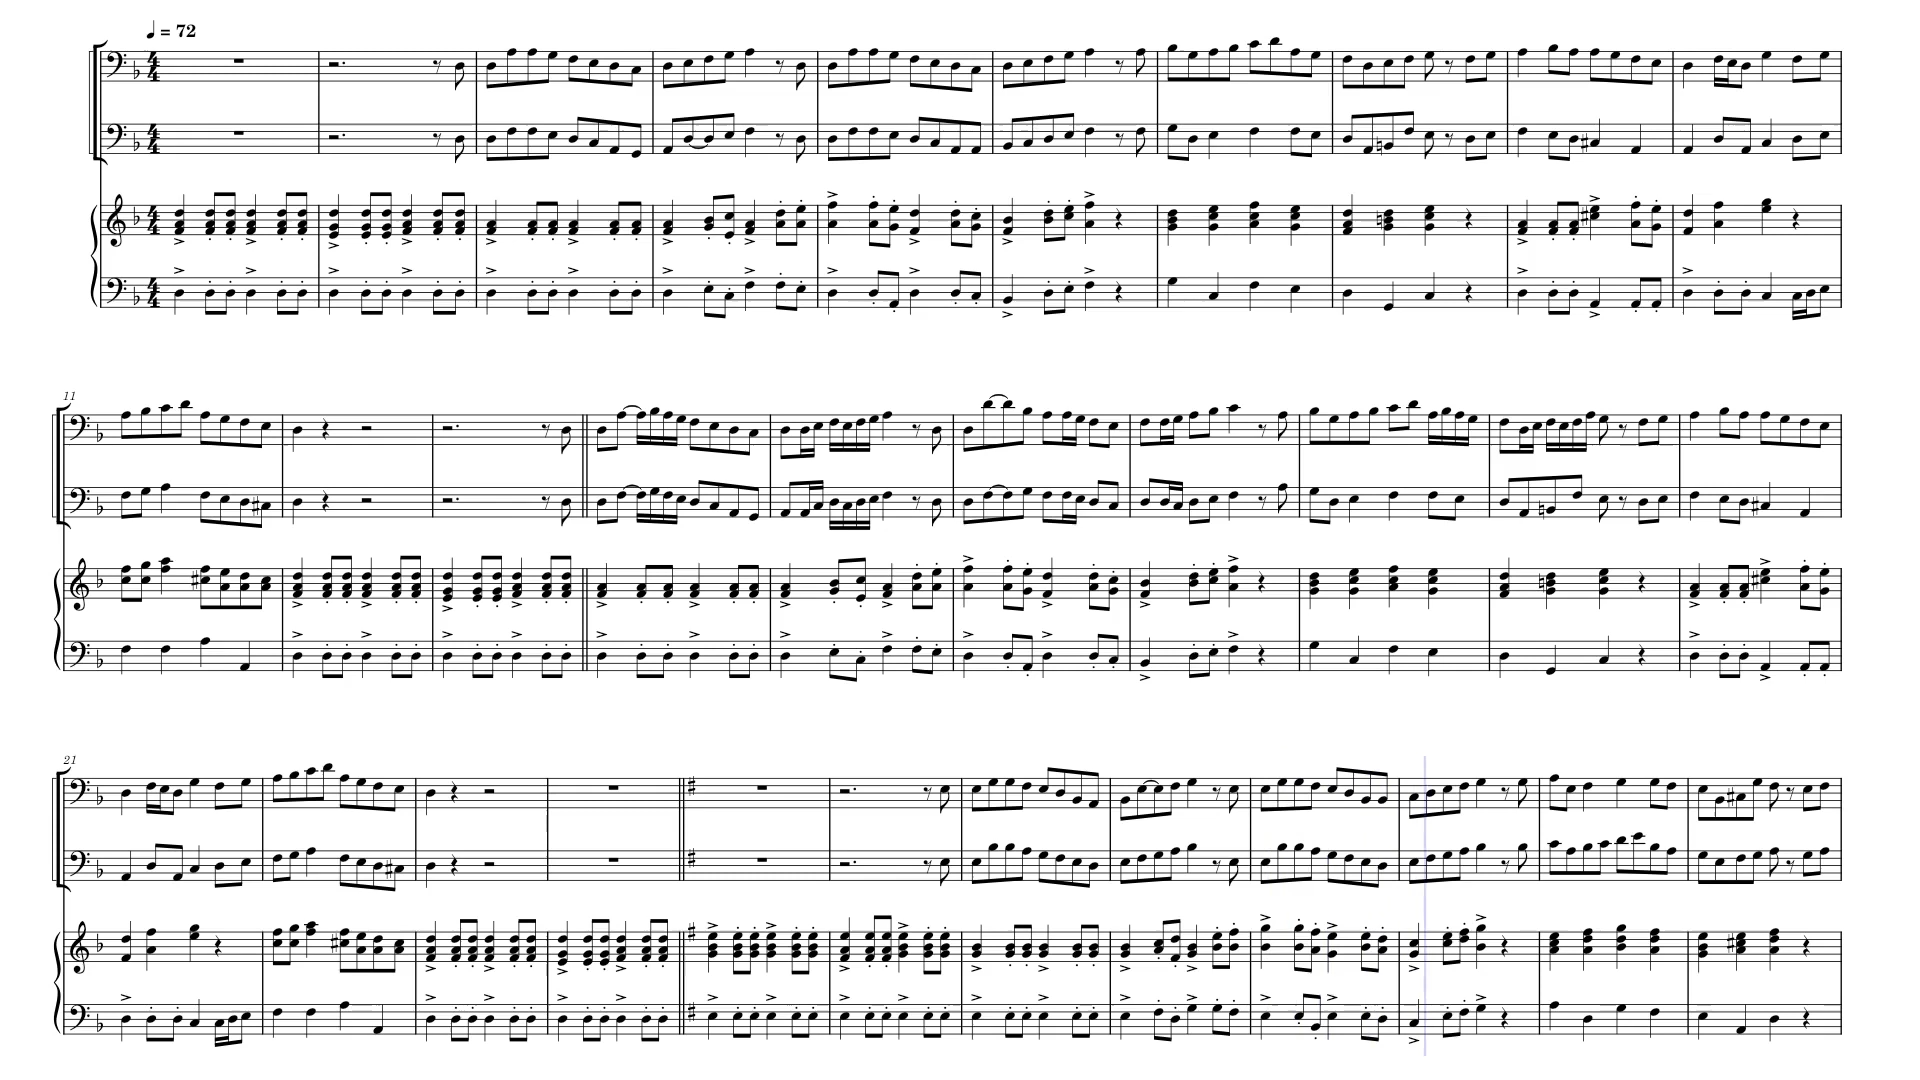 ♩ = 72
11
21